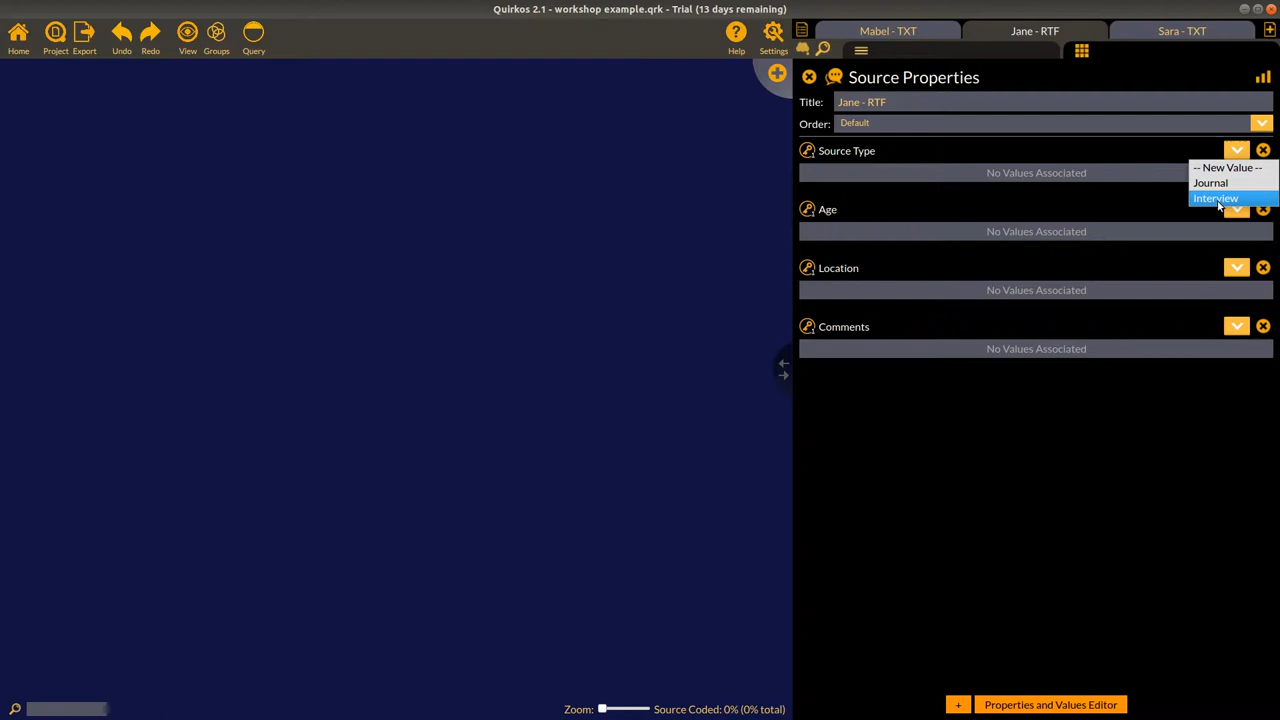 Quirkos 2.1 - workshop example.qrk - Trial (13 days remaining)
Home
Project
Export
Undo
Redo
View
Groups
Query
Help
Settings
Mabel - TXT
Jane - RTF
Sara - TXT
Source Properties
Title: Jane - RTF
Order: Default
Source Type
No Values Associated
-- New Value --
Journal
Interview
Age
No Values Associated
Location
No Values Associated
Comments
No Values Associated
+ Properties and Values Editor
Zoom: Source Coded: 0% (0% total)